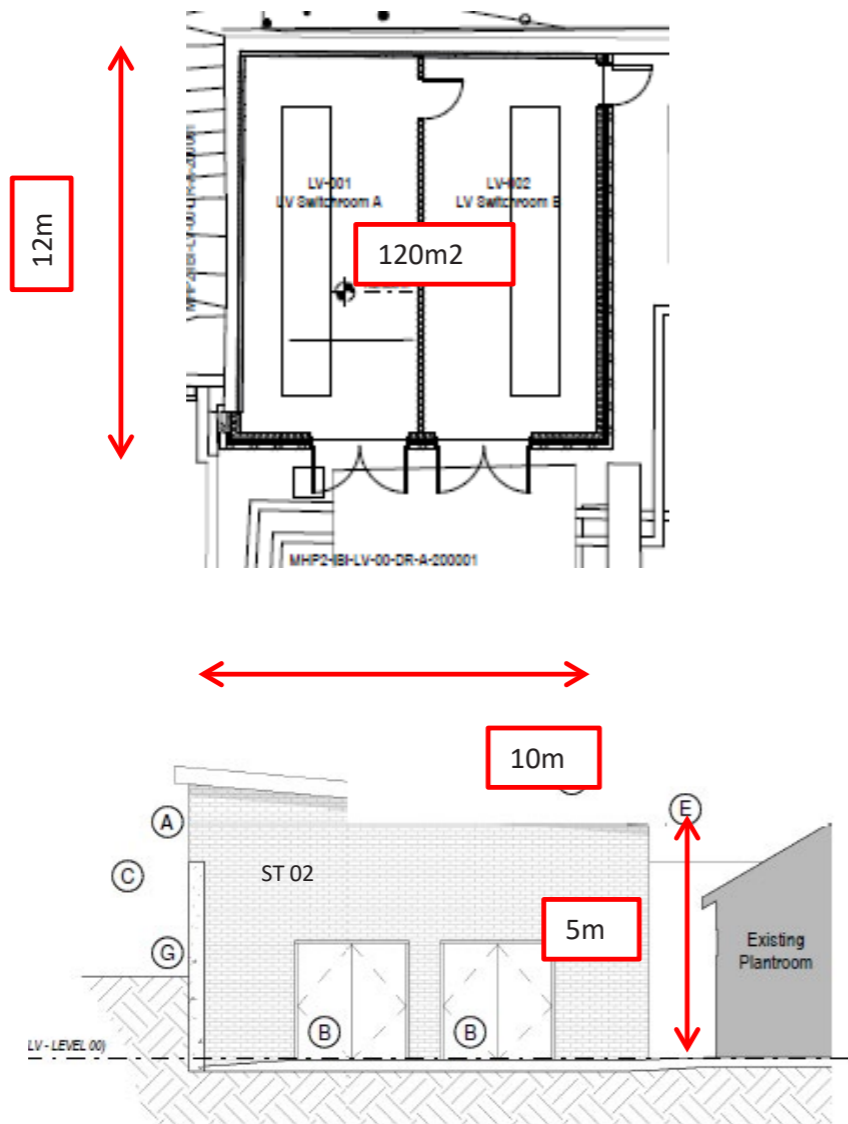 12m
LV-001
LV Switchroom A
LV-002
LV Switchroom B
120m2
MHP2-IBI-LV-00-DR-A-200001
10m
A
E
C
ST 02
5m
G
Existing
Plantroom
B
B
LV - LEVEL 00)